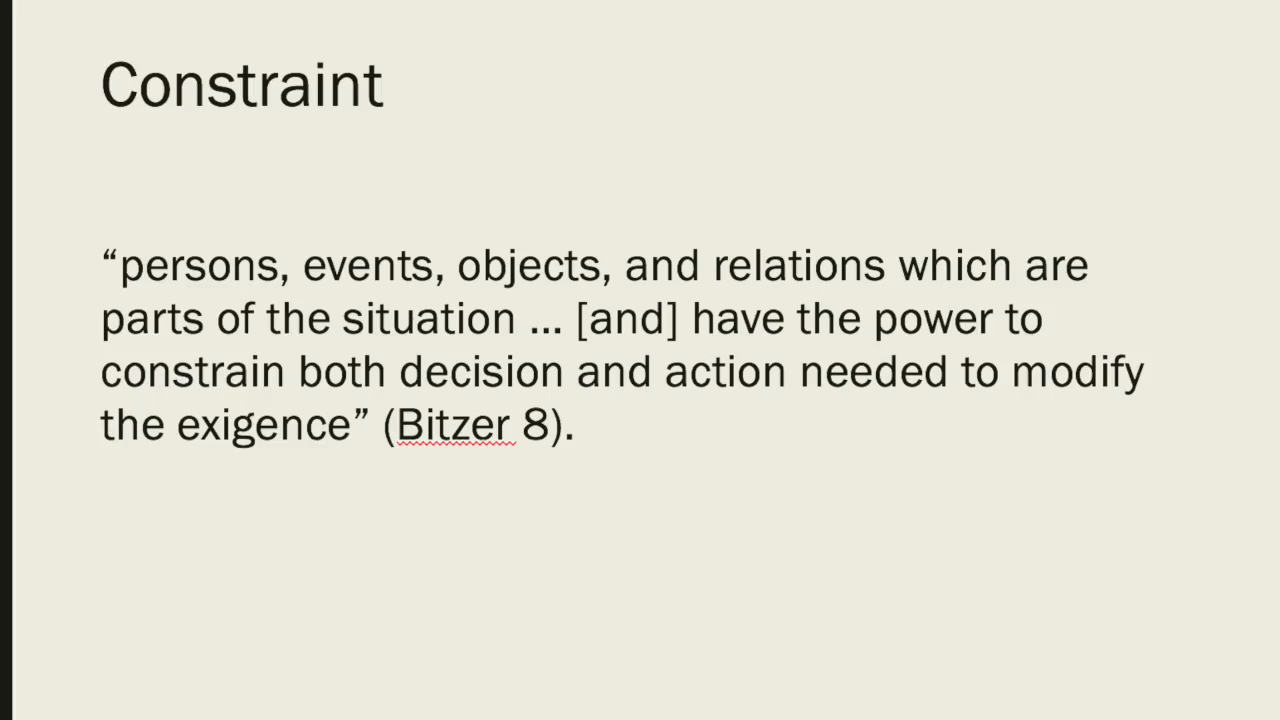 Constraint
“persons, events, objects, and relations which are
parts of the situation ... [and] have the power to
constrain both decision and action needed to modify
the exigence” (Bitzer 8).